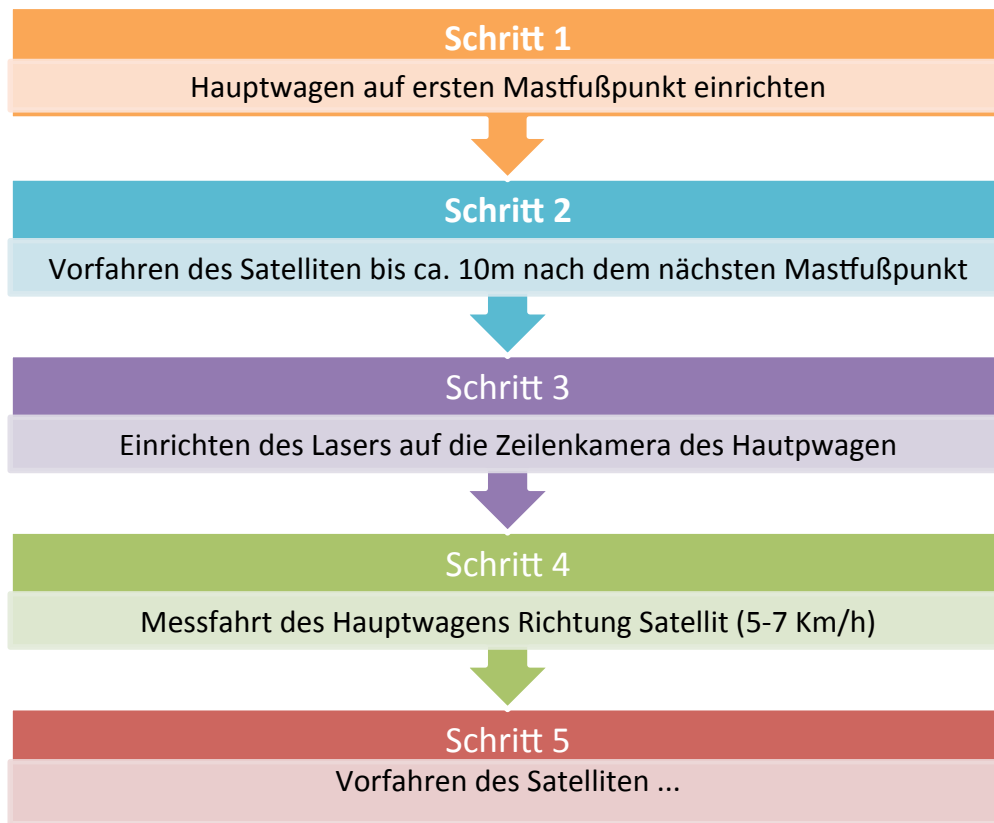 Schritt 1
Hauptwagen auf ersten Mastfußpunkt einrichten
Schritt 2
Vorfahren des Satelliten bis ca. 10m nach dem nächsten Mastfußpunkt
Schritt 3
Einrichten des Lasers auf die Zeilenkamera des Hautpwagen
Schritt 4
Messfahrt des Hauptwagens Richtung Satellit (5-7 Km/h)
Schritt 5
Vorfahren des Satelliten ...